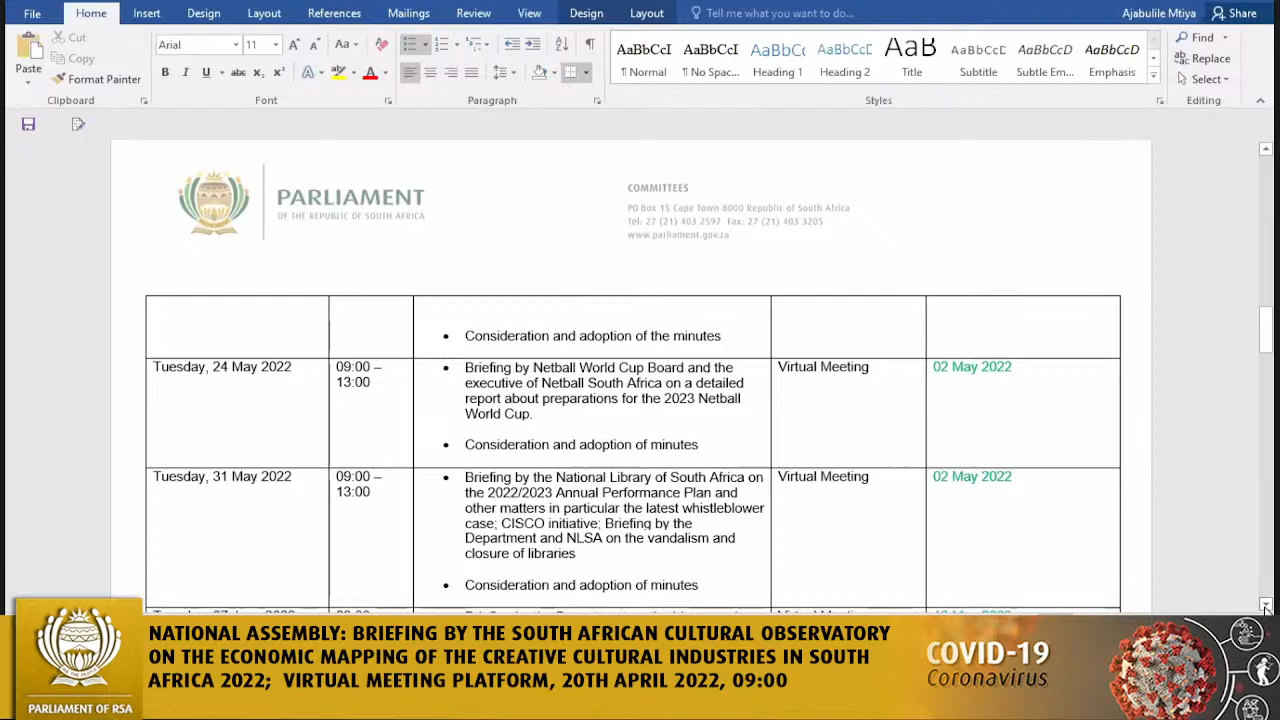 File Home Insert Design Layout References Mailings Review View Design Layout Tell me what you want to do... Ajabulile Mtiya Share
Paste
Cut
Copy
Format Painter
Clipboard
Arial 11
Font
Paragraph
AaBbCcI ¶ Normal
AaBbCcI ¶ No Spac...
AaBbCc Heading 1
AaBbCcC Heading 2
AaB Title
AaBbCcD Subtitle
AaBbCcD Subtle Em...
AaBbCcD Emphasis
Styles
Find
Replace
Select
Editing
PARLIAMENT
OF THE REPUBLIC OF SOUTH AFRICA
COMMITTEES
PO Box 15 Cape Town 8000 Republic of South Africa
Tel: 27 (21) 403 2597 Fax: 27 (21) 403 3205
www.parliament.gov.za
• Consideration and adoption of the minutes
Tuesday, 24 May 2022
09:00 –
13:00
• Briefing by Netball World Cup Board and the
executive of Netball South Africa on a detailed
report about preparations for the 2023 Netball
World Cup.
• Consideration and adoption of minutes
Virtual Meeting
02 May 2022
Tuesday, 31 May 2022
09:00 –
13:00
• Briefing by the National Library of South Africa on
the 2022/2023 Annual Performance Plan and
other matters in particular the latest whistleblower
case; CISCO initiative; Briefing by the
Department and NLSA on the vandalism and
closure of libraries
• Consideration and adoption of minutes
Virtual Meeting
02 May 2022
PARLIAMENT OF RSA
NATIONAL ASSEMBLY: BRIEFING BY THE SOUTH AFRICAN CULTURAL OBSERVATORY
ON THE ECONOMIC MAPPING OF THE CREATIVE CULTURAL INDUSTRIES IN SOUTH
AFRICA 2022; VIRTUAL MEETING PLATFORM, 20TH APRIL 2022, 09:00
COVID-19
Coronavirus